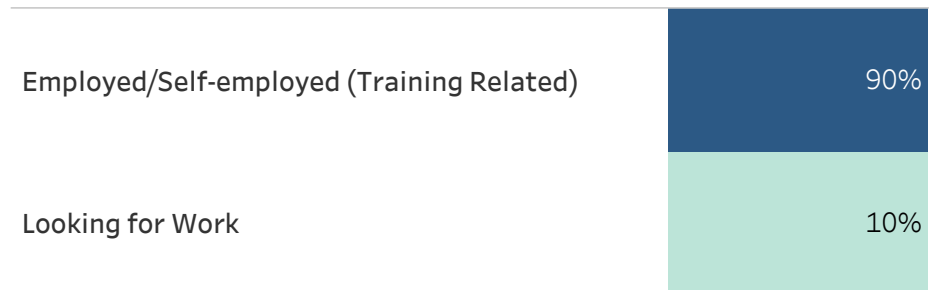 Employed/Self-employed (Training Related) 90%
Looking for Work 10%